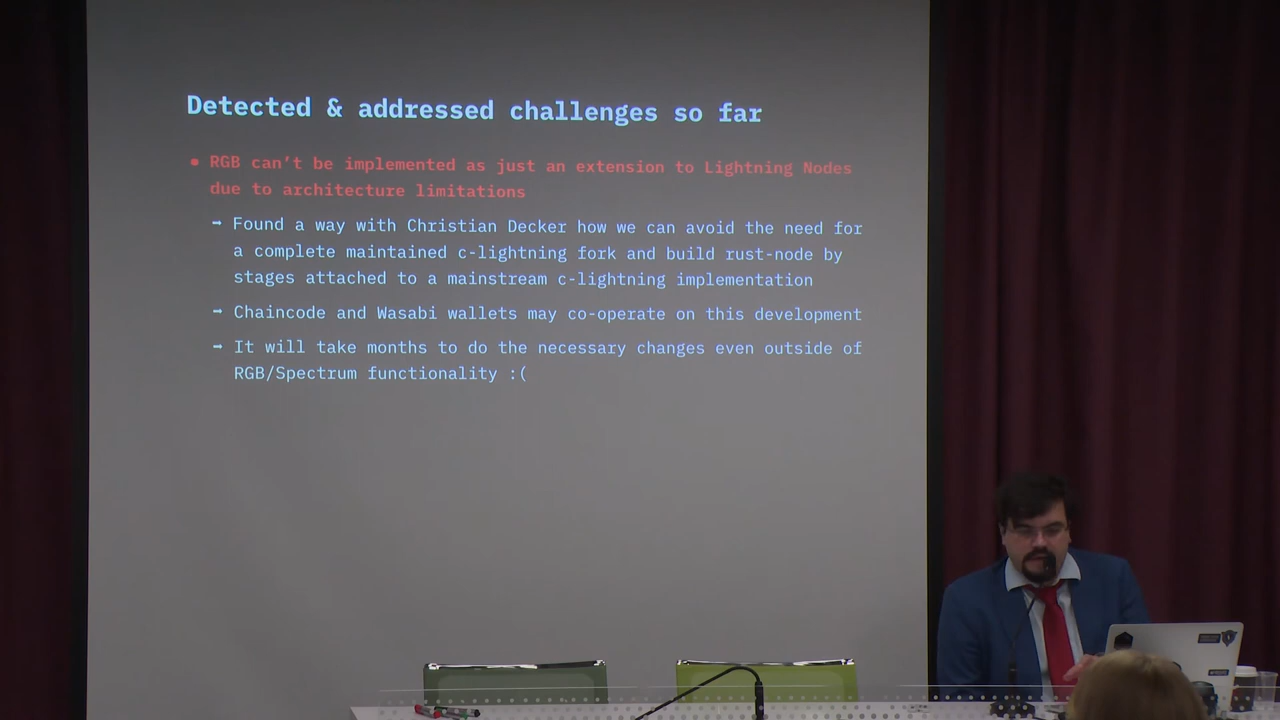 Detected & addressed challenges so far
• RGB can't be implemented as just an extension to Lightning Nodes
due to architecture limitations
➞ Found a way with Christian Decker how we can avoid the need for
a complete maintained c-lightning fork and build rust-node by
stages attached to a mainstream c-lightning implementation
➞ Chaincode and Wasabi wallets may co-operate on this development
➞ It will take months to do the necessary changes even outside of
RGB/Spectrum functionality :(